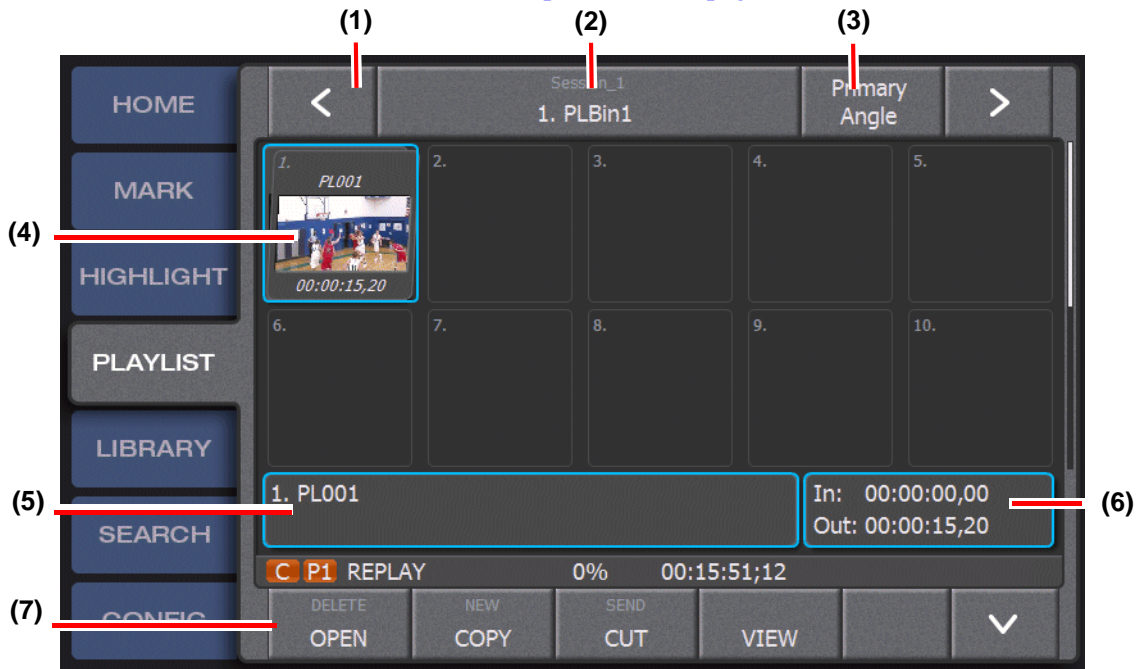 (1)
(2)
(3)
HOME
MARK
HIGHLIGHT
PLAYLIST
LIBRARY
SEARCH
CONFIG
<
1. PLBin1
Primary
Angle
>
1.
PL001
00:00:15,20
2.
3.
4.
5.
6.
7.
8.
9.
10.
(4)
(5)
1. PL001
In: 00:00:00,00
Out: 00:00:15,20
(6)
C P1 REPLAY 0% 00:15:51;12
(7)
DELETE
OPEN
NEW
COPY
SEND
CUT
VIEW